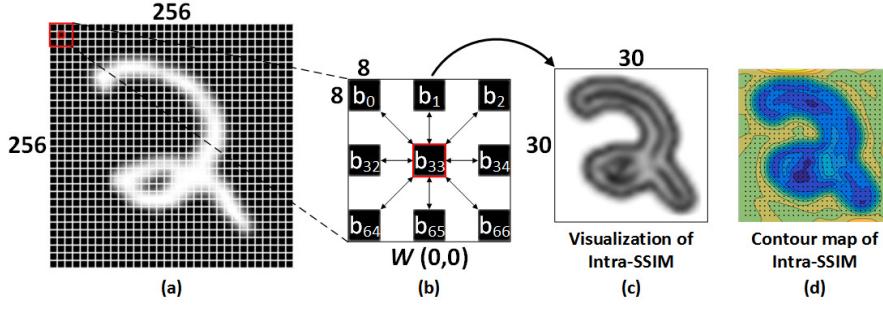 256
256
(a)
8
8
b0 b1 b2
b32 b33 b34
b64 b65 b66
W (0,0)
(b)
30
30
Visualization of
Intra-SSIM
(c)
Contour map of
Intra-SSIM
(d)